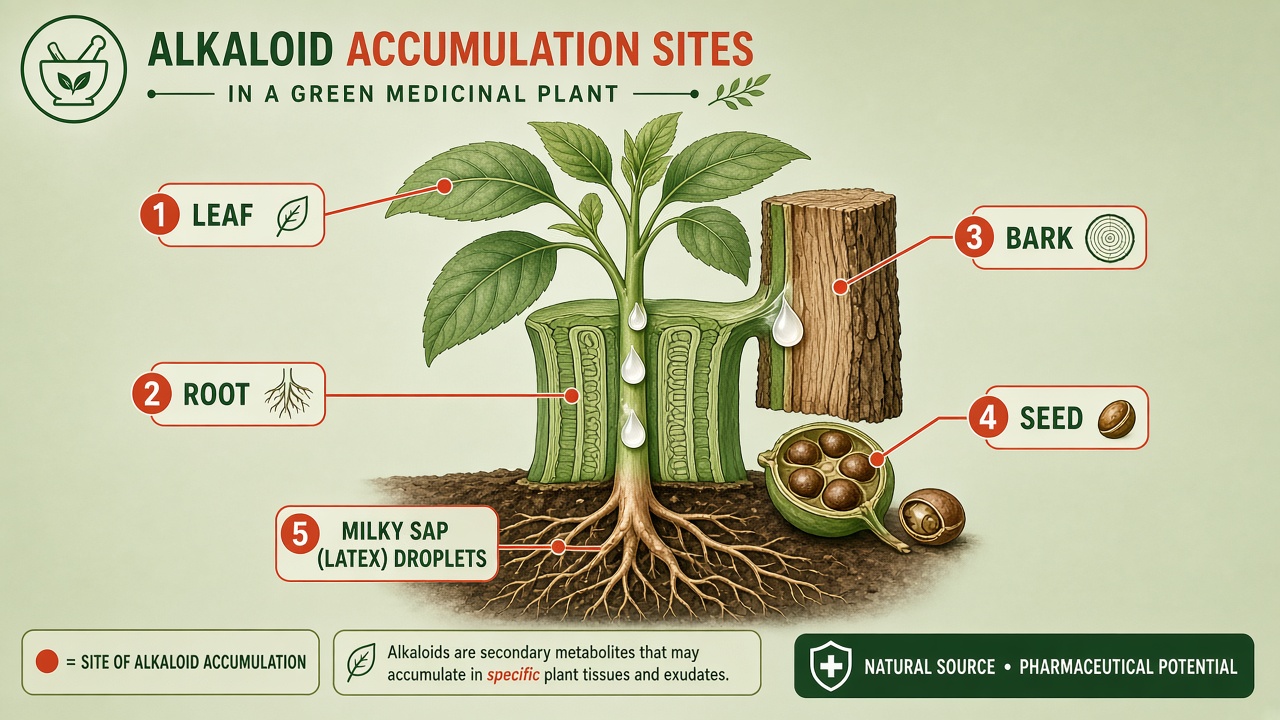 ALKALOID ACCUMULATION SITES
IN A GREEN MEDICINAL PLANT
1 LEAF
2 ROOT
3 BARK
4 SEED
5 MILKY SAP
(LATEX) DROPLETS
= SITE OF ALKALOID ACCUMULATION
Alkaloids are secondary metabolites that may
accumulate in specific plant tissues and exudates.
NATURAL SOURCE • PHARMACEUTICAL POTENTIAL